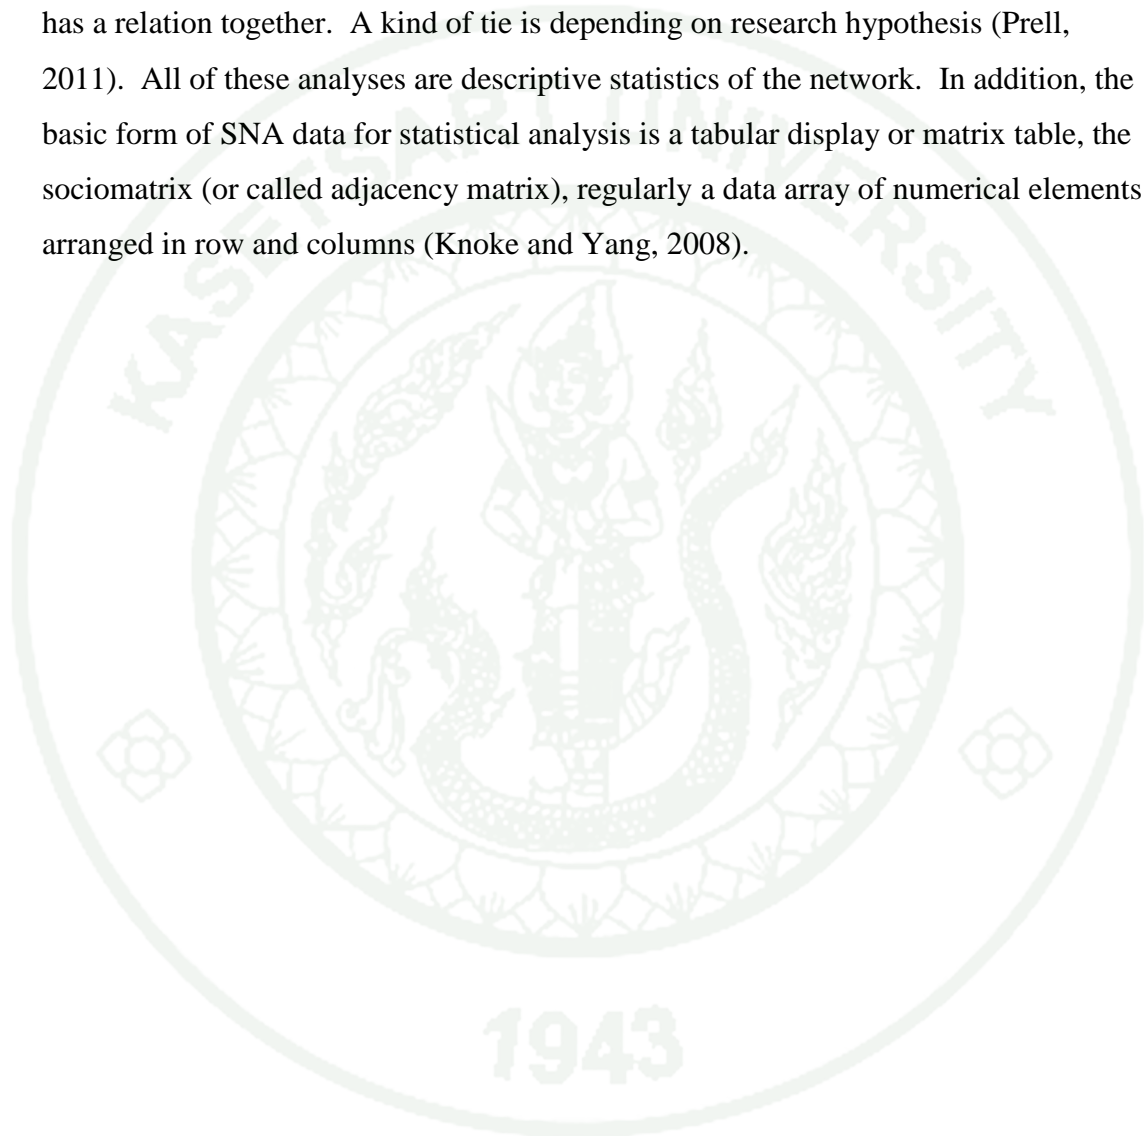 has a relation together.  A kind of tie is depending on research hypothesis (Prell,
2011).  All of these analyses are descriptive statistics of the network.  In addition, the
basic form of SNA data for statistical analysis is a tabular display or matrix table, the
sociomatrix (or called adjacency matrix), regularly a data array of numerical elements
arranged in row and columns (Knoke and Yang, 2008).
KASETSART UNIVERSITY
1943